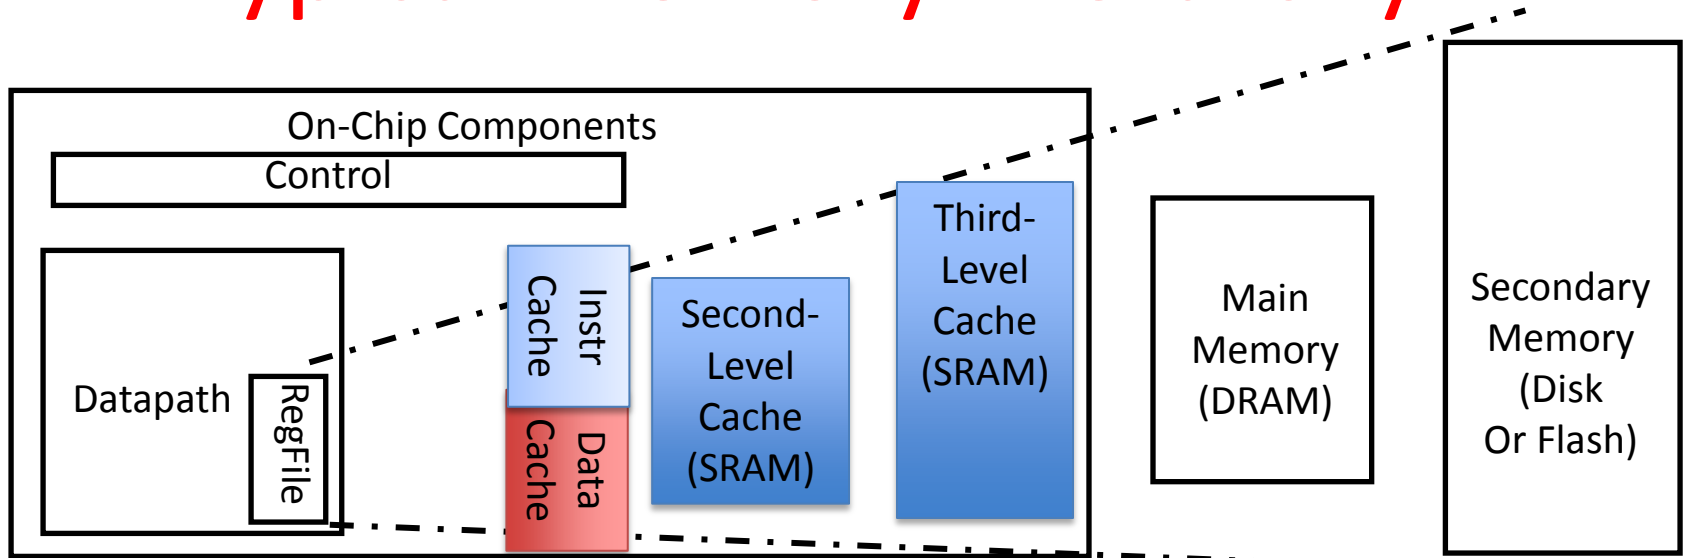 On-Chip Components
Control
Datapath
RegFile
Instr
Cache
Data
Cache
Second-
Level
Cache
(SRAM)
Third-
Level
Cache
(SRAM)
Main
Memory
(DRAM)
Secondary
Memory
(Disk
Or Flash)